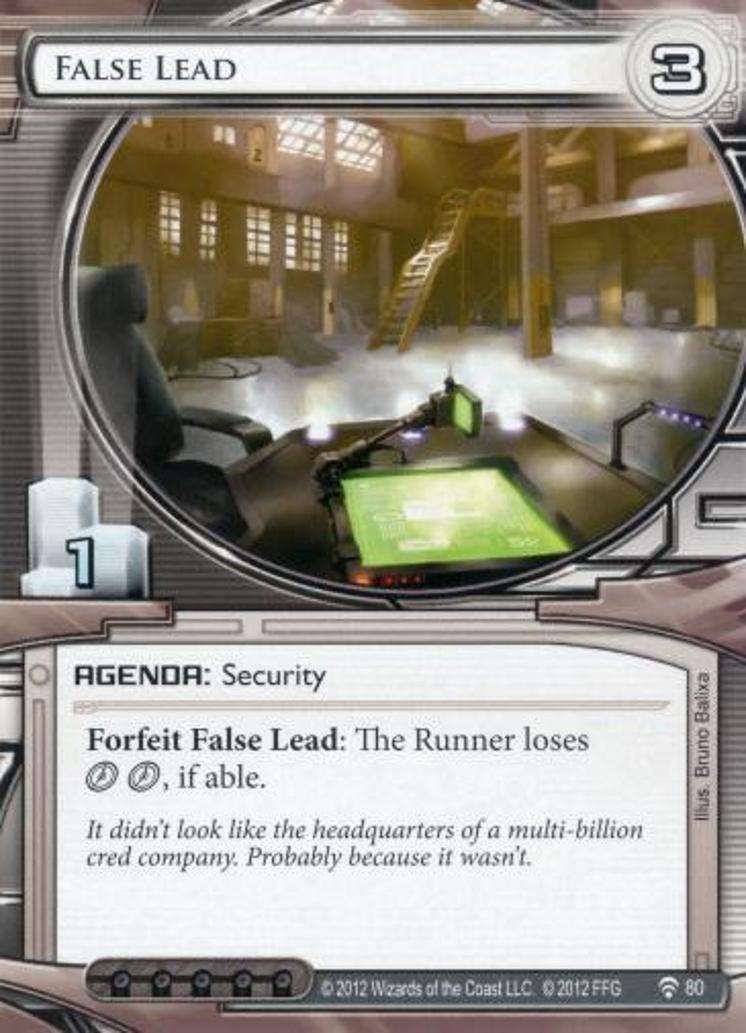 FALSE LEAD
3
2
1
AGENDA: Security
Forfeit False Lead: The Runner loses
, if able.
It didn't look like the headquarters of a multi-billion
cred company. Probably because it wasn't.
Illus. Bruno Balixa
© 2012 Wizards of the Coast LLC. © 2012 FFG 80